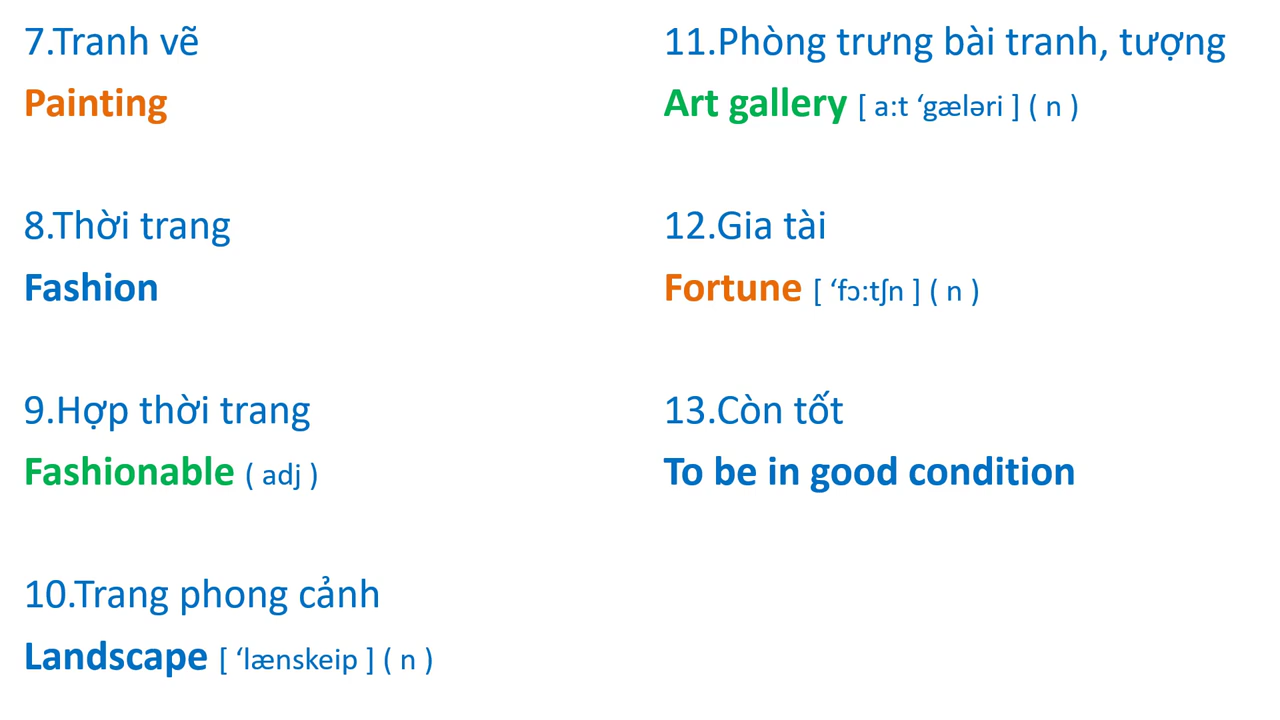 7.Tranh vẽ
Painting
8.Thời trang
Fashion
9.Hợp thời trang
Fashionable ( adj )
10.Trang phong cảnh
Landscape [ ‘lænskeip ] ( n )
11.Phòng trưng bài tranh, tượng
Art gallery [ a:t ‘gæləri ] ( n )
12.Gia tài
Fortune [ ‘fɔ:tʃn ] ( n )
13.Còn tốt
To be in good condition